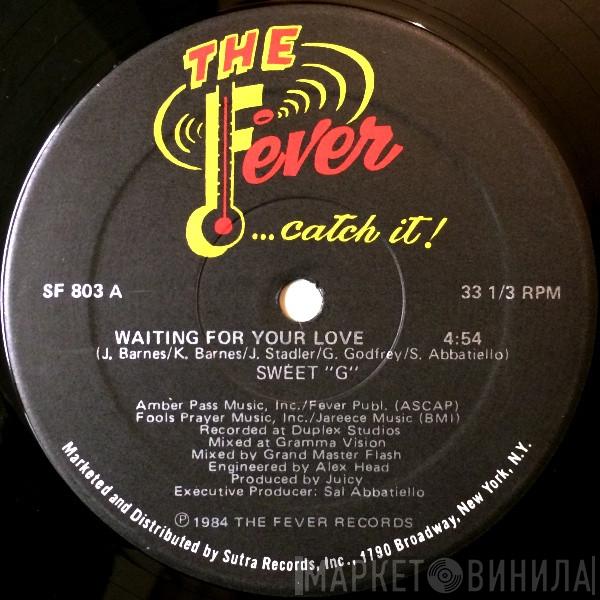 THE
Fever
...catch it!
SF 803 A
33 1/3 RPM
WAITING FOR YOUR LOVE 4:54
(J. Barnes/K. Barnes/J. Stadler/G. Godfrey/S. Abbatiello)
SWEET "G"
Amber Pass Music, Inc./Fever Publ. (ASCAP)
Fools Prayer Music, Inc./Jareece Music (BMI)
Recorded at Duplex Studios
Mixed at Gramma Vision
Mixed by Grand Master Flash
Engineered by Alex Head
Produced by Juicy
Executive Producer: Sal Abbatiello
Ⓟ 1984 THE FEVER RECORDS
Marketed and Distributed by Sutra Records, Inc., 1790 Broadway, New York, N.Y.
МАРКЕТ ВИНИЛА